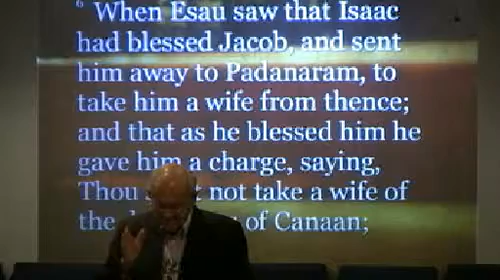 6 When Esau saw that Isaac
had blessed Jacob, and sent
him away to Padanaram, to
take him a wife from thence;
and that as he blessed him he
gave him a charge, saying,
Thou not take a wife of
the of Canaan;